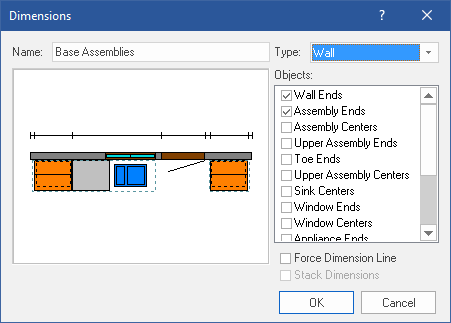 Dimensions
?
Name: Base Assemblies
Type: Wall
Objects:
Wall Ends
Assembly Ends
Assembly Centers
Upper Assembly Ends
Toe Ends
Upper Assembly Centers
Sink Centers
Window Ends
Window Centers
Appliance Ends
Force Dimension Line
Stack Dimensions
OK
Cancel